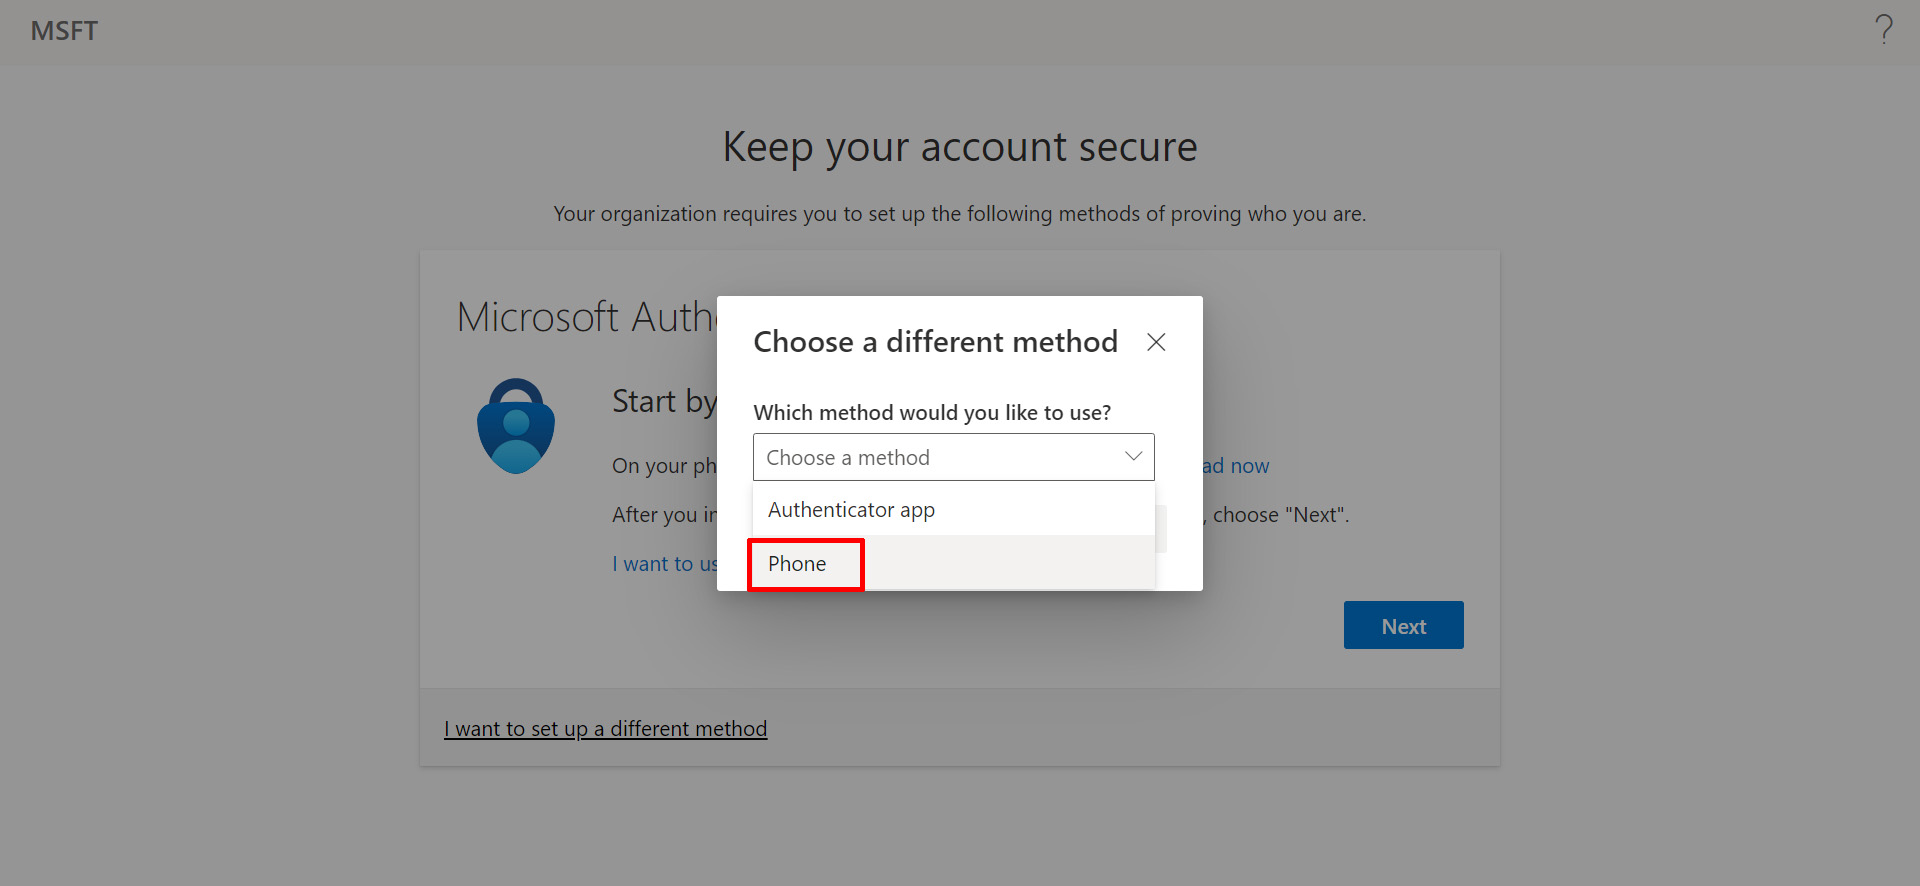 MSFT
?
Keep your account secure
Your organization requires you to set up the following methods of proving who you are.
Microsoft Auth
Choose a different method
Start by
Which method would you like to use?
Choose a method
On your ph
ad now
Authenticator app
After you in
, choose "Next".
Phone
I want to us
Next
I want to set up a different method